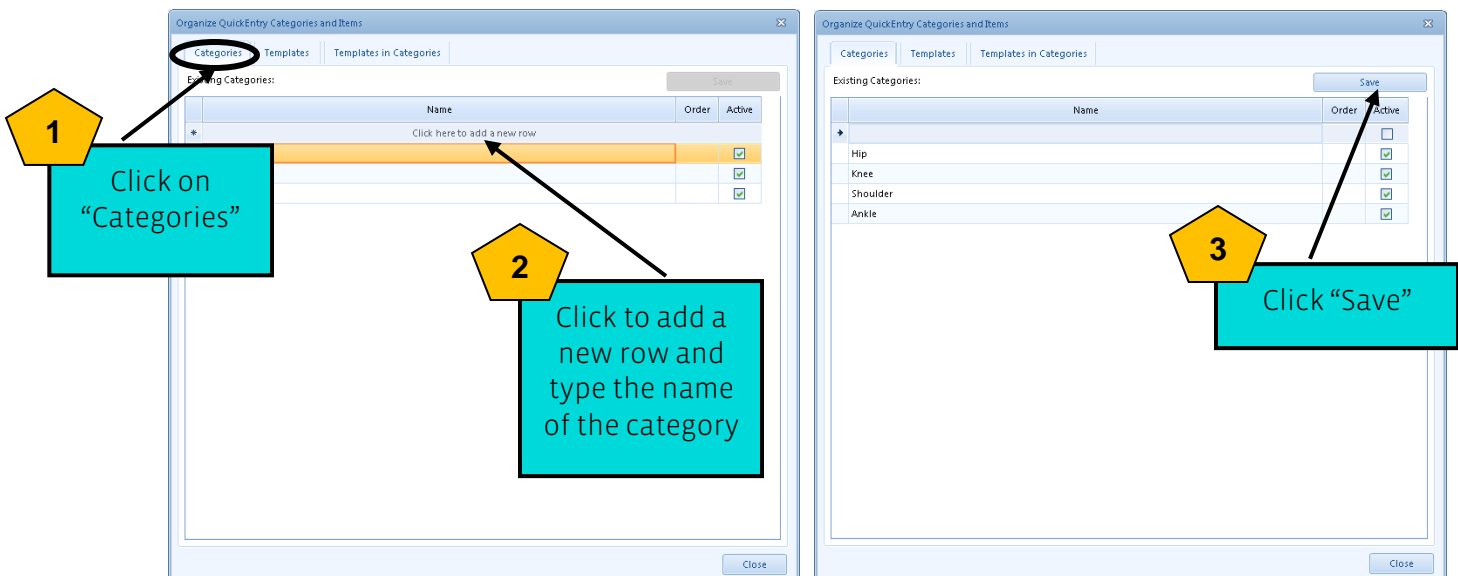 Organize QuickEntry Categories and Items
Categories Templates Templates in Categories
Existing Categories:
Save
Name Order Active
Click here to add a new row
Close
1
Click on
“Categories”
2
Click to add a
new row and
type the name
of the category
Organize QuickEntry Categories and Items
Categories Templates Templates in Categories
Existing Categories:
Save
Name Order Active
Hip
Knee
Shoulder
Ankle
Close
3
Click “Save”